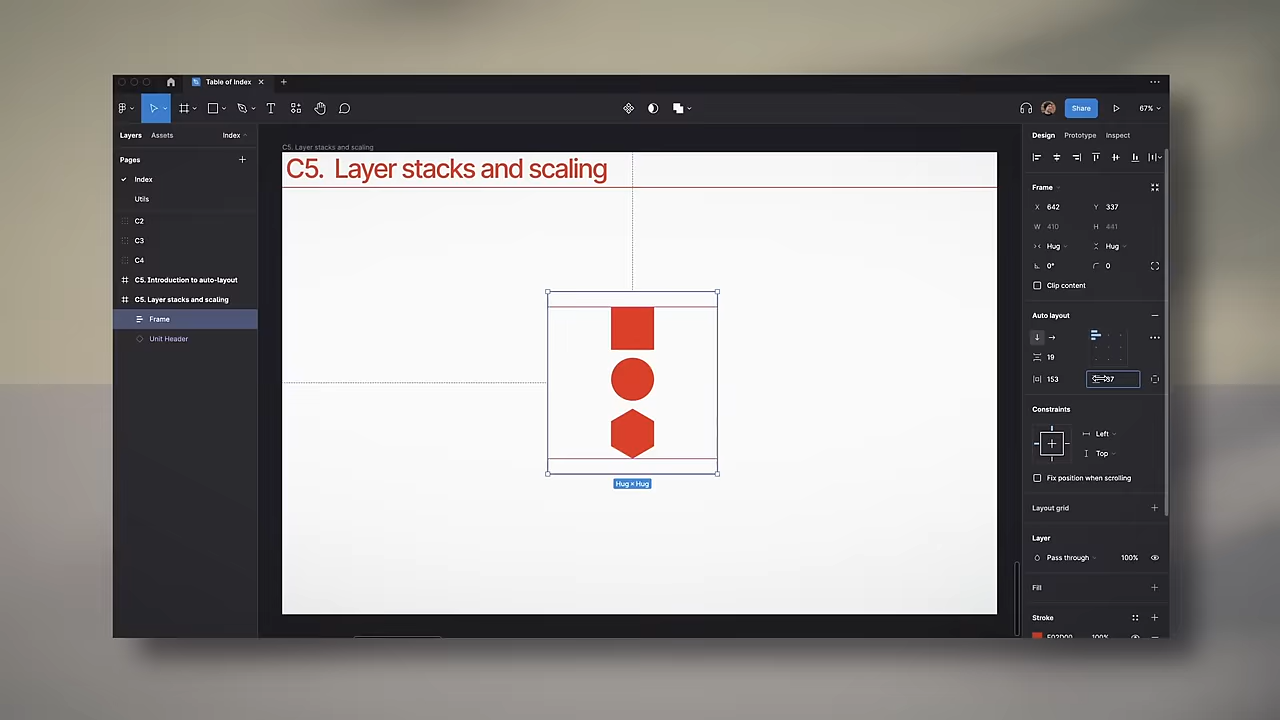 Table of Index
Share
67%
Layers
Assets
Index
Pages
Index
Utils
C2
C3
C4
C5. Introduction to auto-layout
C5. Layer stacks and scaling
Frame
Unit Header
C5. Layer stacks and scaling
C5. Layer stacks and scaling
Hug × Hug
Design
Prototype
Inspect
Frame
X 642
Y 337
W 410
H 441
Hug
Hug
0°
0
Clip content
Auto layout
19
153
37
Constraints
Left
Top
Fix position when scrolling
Layout grid
Layer
Pass through
100%
Fill
Stroke
F02D00
100%